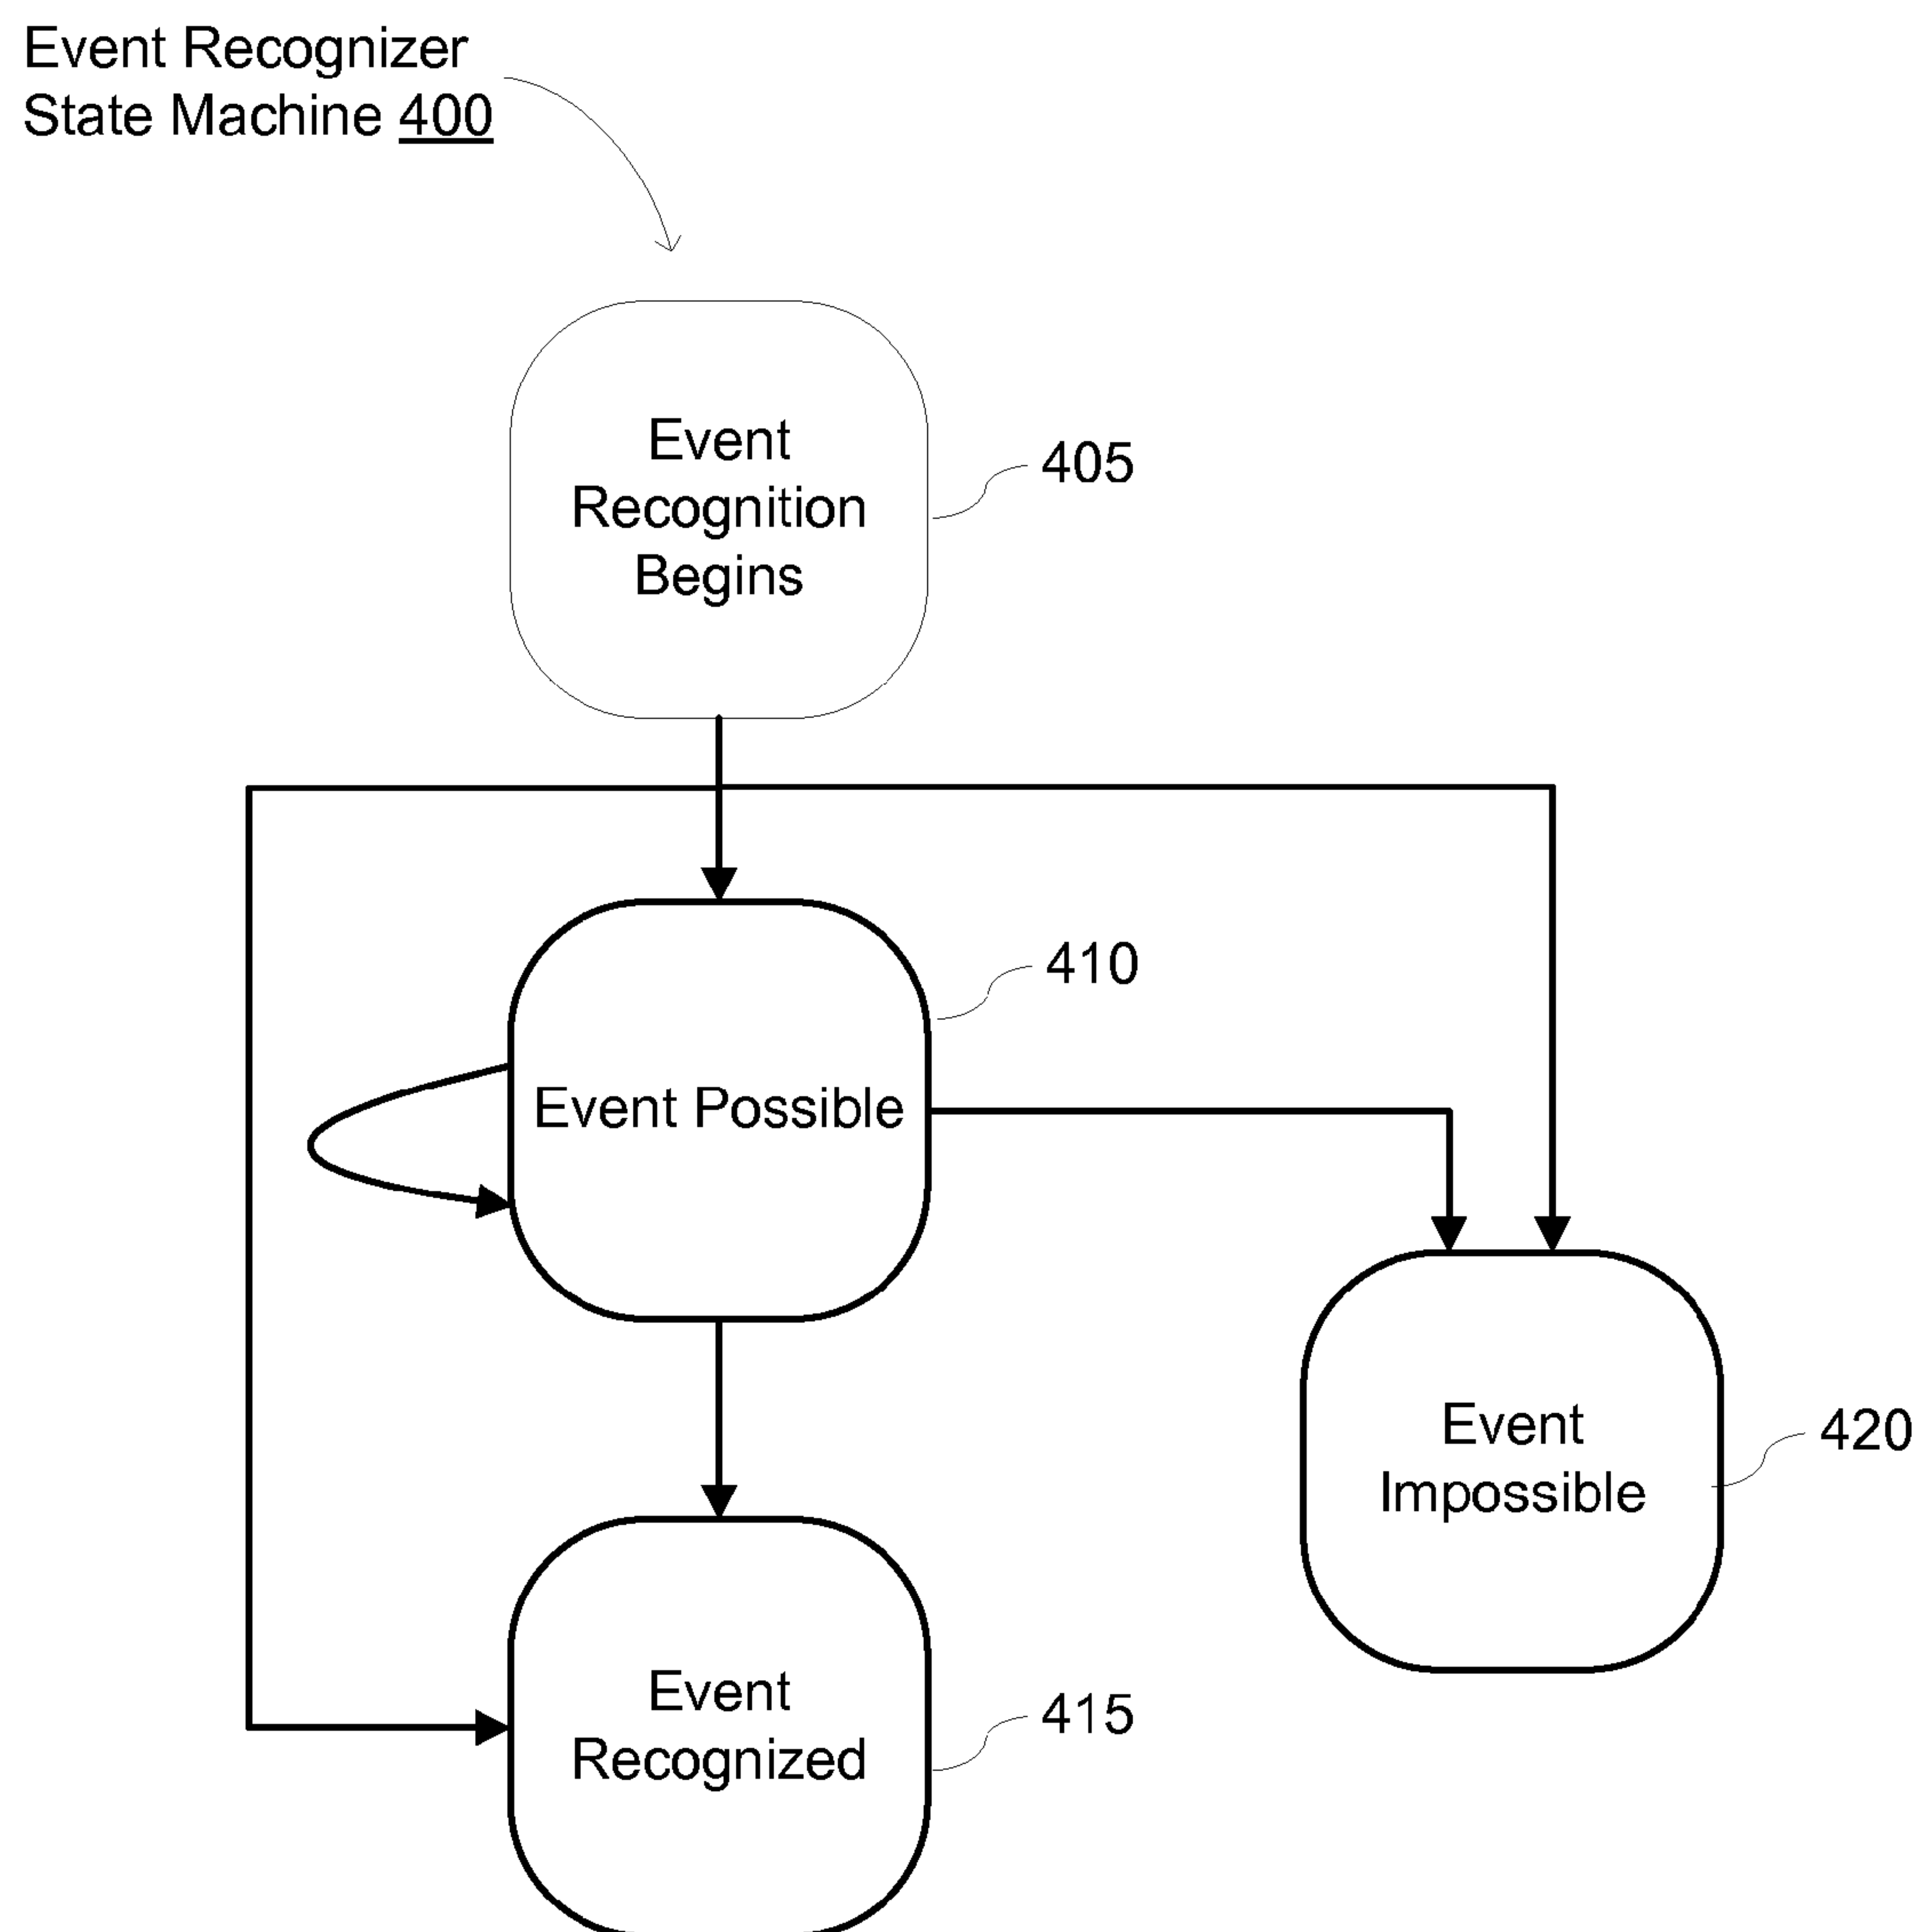 Event Recognizer
State Machine 400
Event
Recognition
Begins
405
410
Event Possible
Event
Impossible
420
Event
Recognized
415